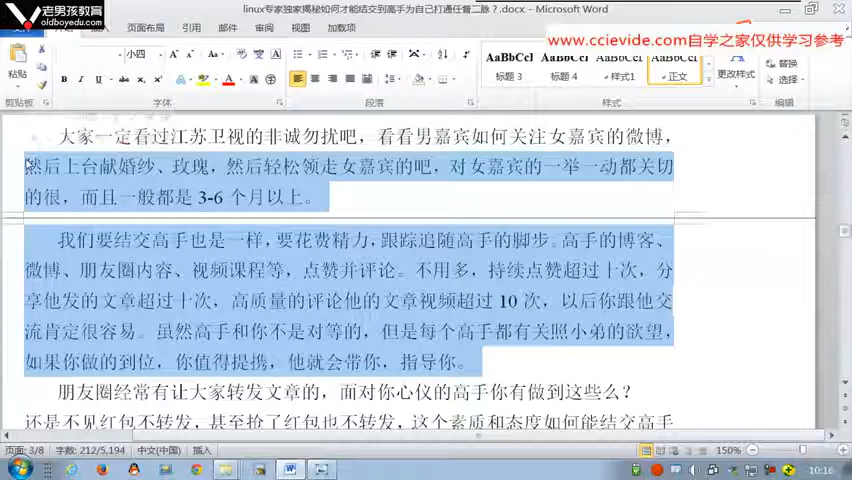 老男孩教育
oldboyedu.com
linux专家独家揭秘如何才能结交到高手为自己打通任督二脉？.docx - Microsoft Word
www.ccievide.com自学之家仅供学习参考
插入
页面布局
引用
邮件
审阅
视图
加载项
粘贴
小四
AaBbCcI AaBbC AaBbCcI AaBbCcI
标题 3 标题 4 样式1 正文
更改样式
替换
选择
剪贴板 字体 段落 样式 编辑
大家一定看过江苏卫视的非诚勿扰吧，看看男嘉宾如何关注女嘉宾的微博，
然后上台献婚纱、玫瑰，然后轻松领走女嘉宾的吧，对女嘉宾的一举一动都关切
的很，而且一般都是 3-6 个月以上。
我们要结交高手也是一样，要花费精力，跟踪追随高手的脚步。高手的博客、
微博、朋友圈内容、视频课程等，点赞并评论。不用多，持续点赞超过十次，分
享他发的文章超过十次，高质量的评论他的文章视频超过 10 次，以后你跟他交
流肯定很容易。虽然高手和你不是对等的，但是每个高手都有关照小弟的欲望，
如果你做的到位，你值得提携，他就会带你，指导你。
朋友圈经常有让大家转发文章的，面对你心仪的高手你有做到这些么？
还是不见红包不转发，甚至抢了红包也不转发，这个素质和态度如何能结交高手
页面: 3/8 字数: 212/5,194 中文(中国) 插入 150%
10:16